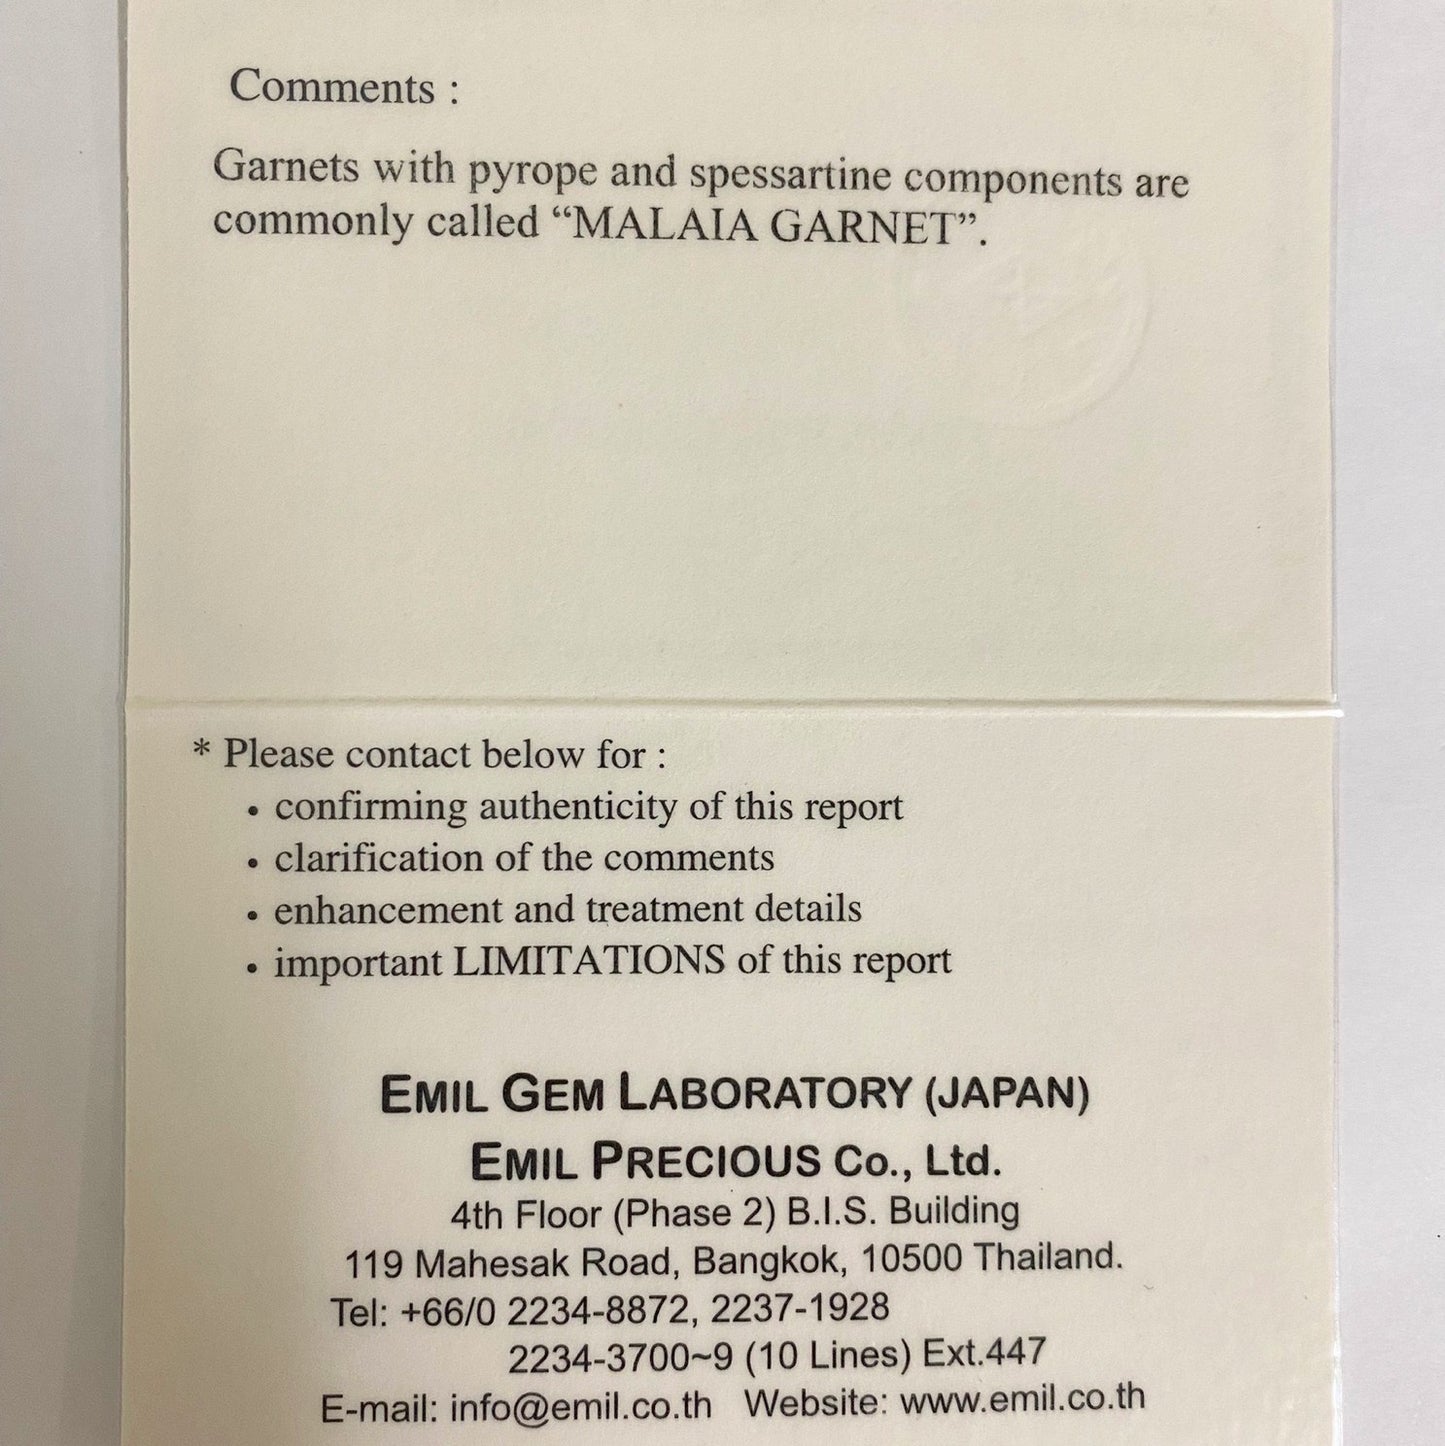 Comments :
Garnets with pyrope and spessartine components are
commonly called “MALAIA GARNET”.
* Please contact below for :
• confirming authenticity of this report
• clarification of the comments
• enhancement and treatment details
• important LIMITATIONS of this report
EMIL GEM LABORATORY (JAPAN)
EMIL PRECIOUS Co., Ltd.
4th Floor (Phase 2) B.I.S. Building
119 Mahesak Road, Bangkok, 10500 Thailand.
Tel: +66/0 2234-8872, 2237-1928
2234-3700~9 (10 Lines) Ext.447
E-mail: info@emil.co.th Website: www.emil.co.th